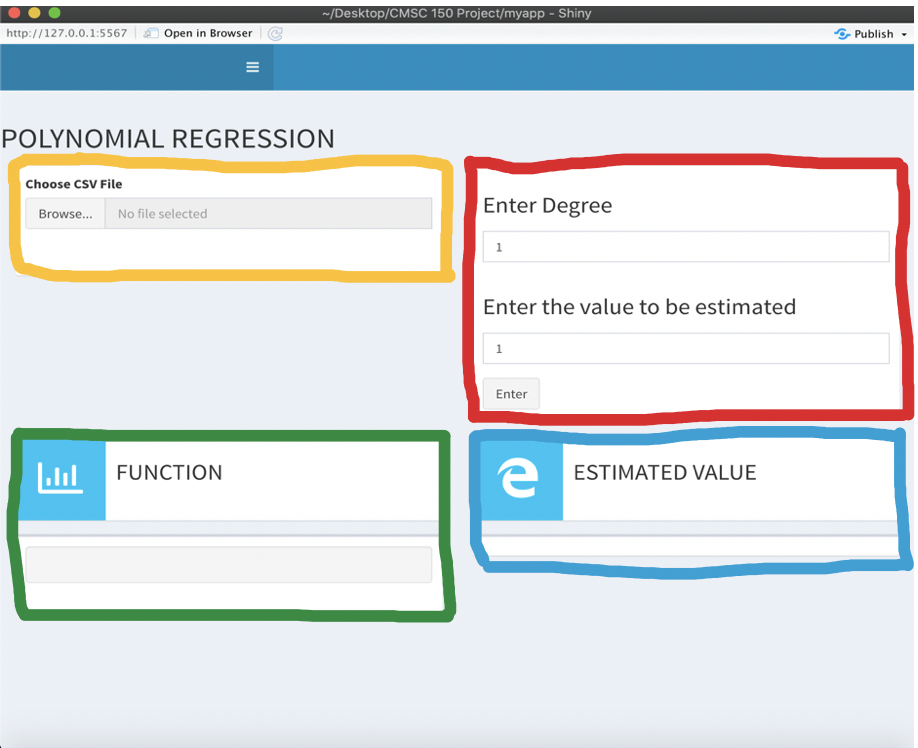 ~/Desktop/CMSC 150 Project/myapp - Shiny
http://127.0.0.1:5567 Open in Browser Publish
POLYNOMIAL REGRESSION
Choose CSV File
Browse... No file selected
Enter Degree
1
Enter the value to be estimated
1
Enter
FUNCTION
ESTIMATED VALUE